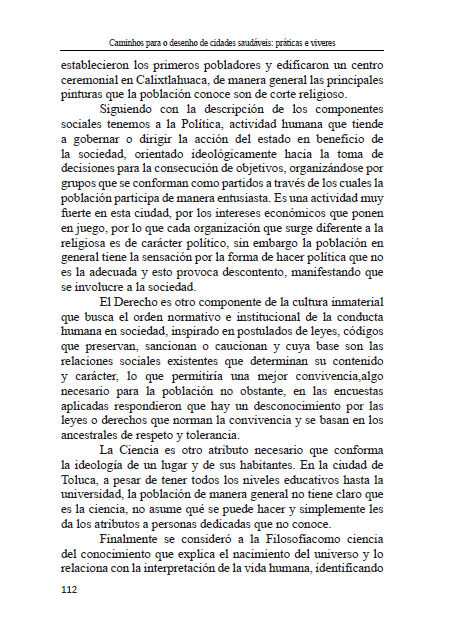 Caminhos para o desenho de cidades saudáveis: práticas e viveres
establecieron los primeros pobladores y edificaron un centro
ceremonial en Calixtlahuaca, de manera general las principales
pinturas que la población conoce son de corte religioso.
Siguiendo con la descripción de los componentes
sociales tenemos a la Política, actividad humana que tiende
a gobernar o dirigir la acción del estado en beneficio de
la sociedad, orientado ideológicamente hacia la toma de
decisiones para la consecución de objetivos, organizándose por
grupos que se conforman como partidos a través de los cuales la
población participa de manera entusiasta. Es una actividad muy
fuerte en esta ciudad, por los intereses económicos que ponen
en juego, por lo que cada organización que surge diferente a la
religiosa es de carácter político, sin embargo la población en
general tiene la sensación por la forma de hacer política que no
es la adecuada y esto provoca descontento, manifestando que
se involucre a la sociedad.
El Derecho es otro componente de la cultura inmaterial
que busca el orden normativo e institucional de la conducta
humana en sociedad, inspirado en postulados de leyes, códigos
que preservan, sancionan o caucionan y cuya base son las
relaciones sociales existentes que determinan su contenido
y carácter, lo que permitiría una mejor convivencia,algo
necesario para la población no obstante, en las encuestas
aplicadas respondieron que hay un desconocimiento por las
leyes o derechos que norman la convivencia y se basan en los
ancestrales de respeto y tolerancia.
La Ciencia es otro atributo necesario que conforma
la ideología de un lugar y de sus habitantes. En la ciudad de
Toluca, a pesar de tener todos los niveles educativos hasta la
universidad, la población de manera general no tiene claro que
es la ciencia, no asume qué se puede hacer y simplemente les
da los atributos a personas dedicadas que no conoce.
Finalmente se consideró a la Filosofíacomo ciencia
del conocimiento que explica el nacimiento del universo y lo
relaciona con la interpretación de la vida humana, identificando
112